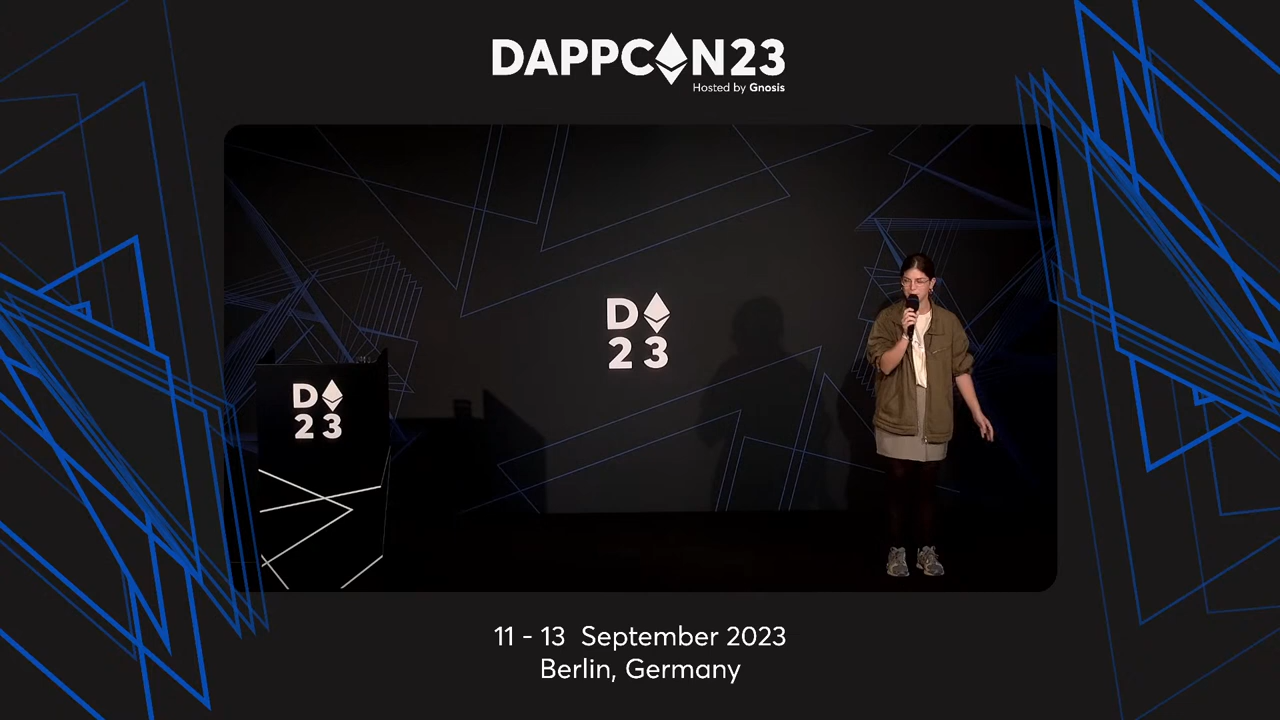 DAPPCON23
Hosted by Gnosis
D
23
D
23
11 - 13 September 2023
Berlin, Germany